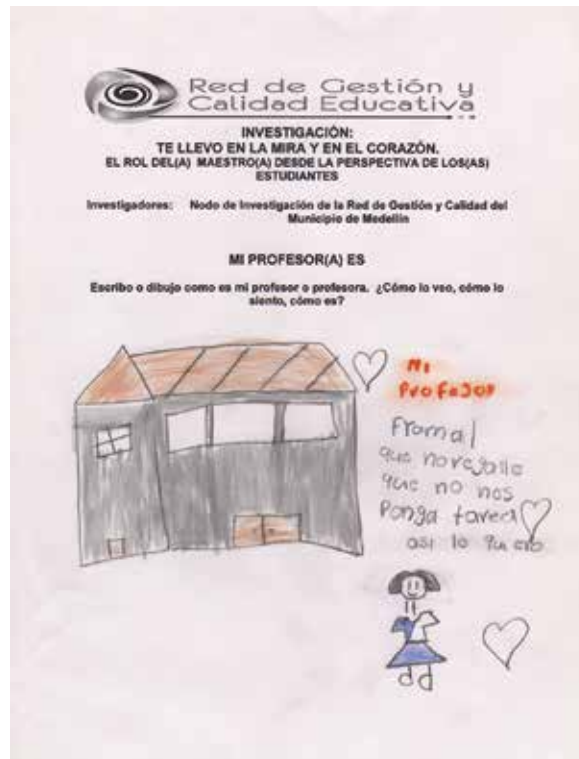 Red de Gestión y
Calidad Educativa
INVESTIGACIÓN:
TE LLEVO EN LA MIRA Y EN EL CORAZÓN.
EL ROL DEL(A) MAESTRO(A) DESDE LA PERSPECTIVA DE LOS(AS)
ESTUDIANTES
Investigadores: Nodo de Investigación de la Red de Gestión y Calidad del
Municipio de Medellín
MI PROFESOR(A) ES
Escribo o dibujo como es mi profesor o profesora. ¿Cómo lo veo, cómo lo
siento, cómo es?
Mi
Profesor
Fromal
que no regalle
que no nos
Ponga tarea
asi lo